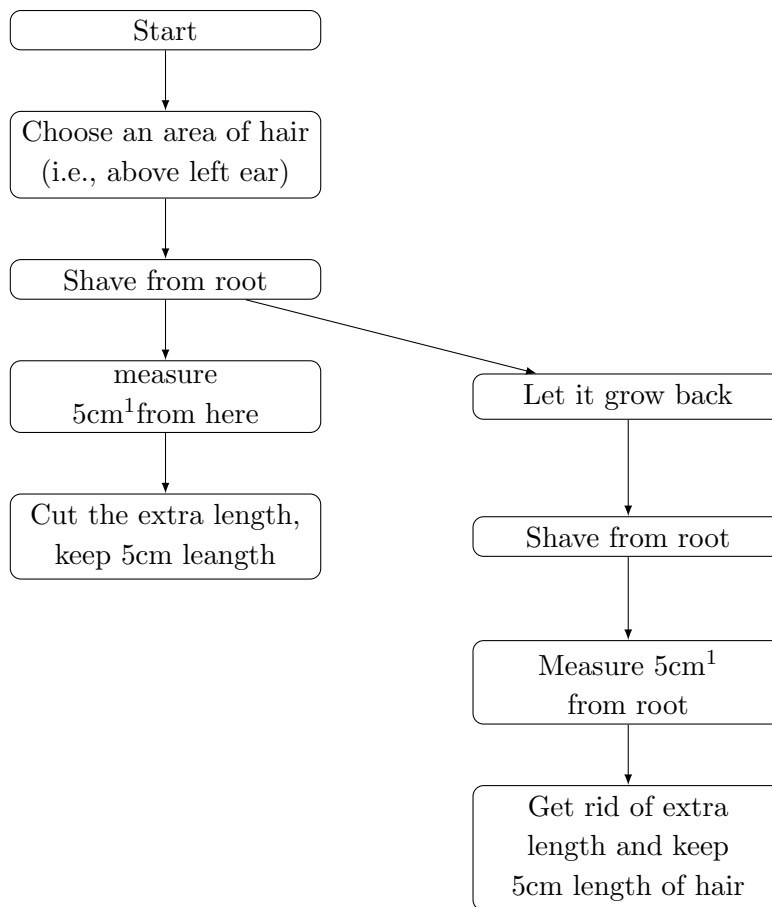 Start
Choose an area of hair
(i.e., above left ear)
Shave from root
measure
5cm¹from here
Cut the extra length,
keep 5cm leangth
Let it grow back
Shave from root
Measure 5cm¹
from root
Get rid of extra
length and keep
5cm length of hair